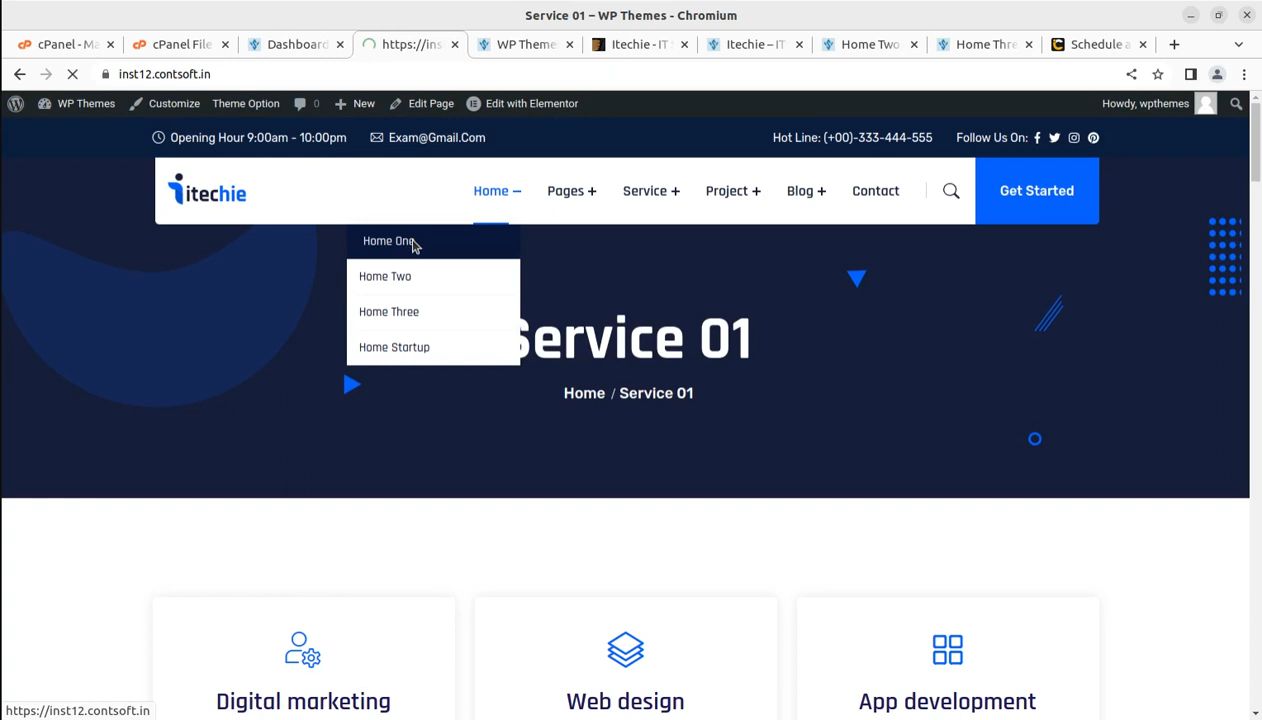 Service 01 – WP Themes - Chromium
cPanel - Ma
cPanel File
Dashboard
https://ins
WP Theme
Itechie - IT
Itechie – IT
Home Two
Home Thre
Schedule a
inst12.contsoft.in
WP Themes
Customize
Theme Option
0
New
Edit Page
Edit with Elementor
Howdy, wpthemes
Opening Hour 9:00am - 10:00pm
Exam@Gmail.Com
Hot Line: (+00)-333-444-555
Follow Us On:
itechie
Home –
Pages +
Service +
Project +
Blog +
Contact
Get Started
Home One
Home Two
Home Three
Home Startup
Service 01
Home / Service 01
Digital marketing
Web design
App development
https://inst12.contsoft.in